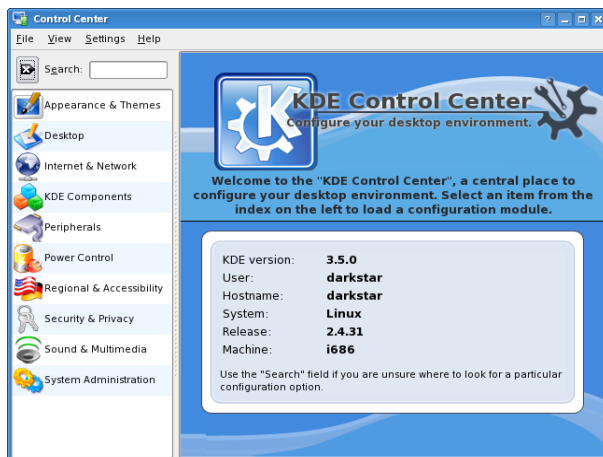 Control Center
File View Settings Help
Search:
Appearance & Themes
Desktop
Internet & Network
KDE Components
Peripherals
Power Control
Regional & Accessibility
Security & Privacy
Sound & Multimedia
System Administration
KDE Control Center
Configure your desktop environment.
Welcome to the "KDE Control Center", a central place to
configure your desktop environment. Select an item from the
index on the left to load a configuration module.
KDE version: 3.5.0
User: darkstar
Hostname: darkstar
System: Linux
Release: 2.4.31
Machine: i686
Use the "Search" field if you are unsure where to look for a particular
configuration option.